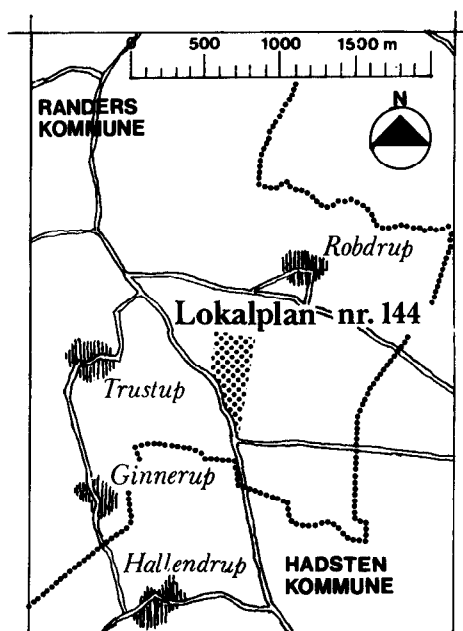 0 500 1000 1500 m
RANDERS
KOMMUNE
N
Robdrup
Lokalplan nr. 144
Trustup
Ginnerup
Hallendrup
HADSTEN
KOMMUNE